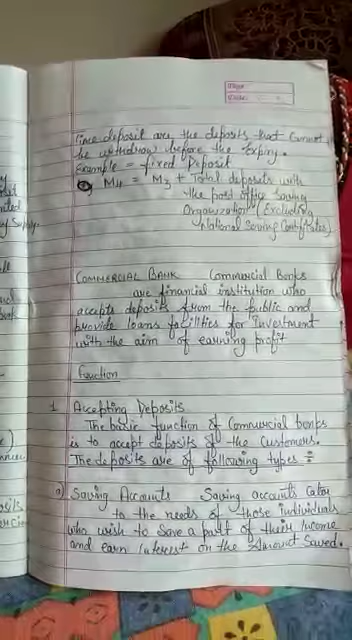 Time deposit are the deposits that cannot
be withdraw before the Expiry.
Example = fixed Deposit
M4 = M3 + Total deposits with
the post office saving
Organization (Excluding
National Saving Certificates)
COMMERCIAL BANK Commercial Banks
are financial institution who
accepts deposits from the public and
provide loans facilities for Investment
with the aim of earning profit
function
1 Accepting Deposits
The basic function of Commercial banks
is to accept deposits of the customers.
The deposits are of following types :
a) Saving Accounts Saving accounts Cater
to the needs of those individuals
who wish to save a part of their Income
and earn Interest on the Amount Saved.